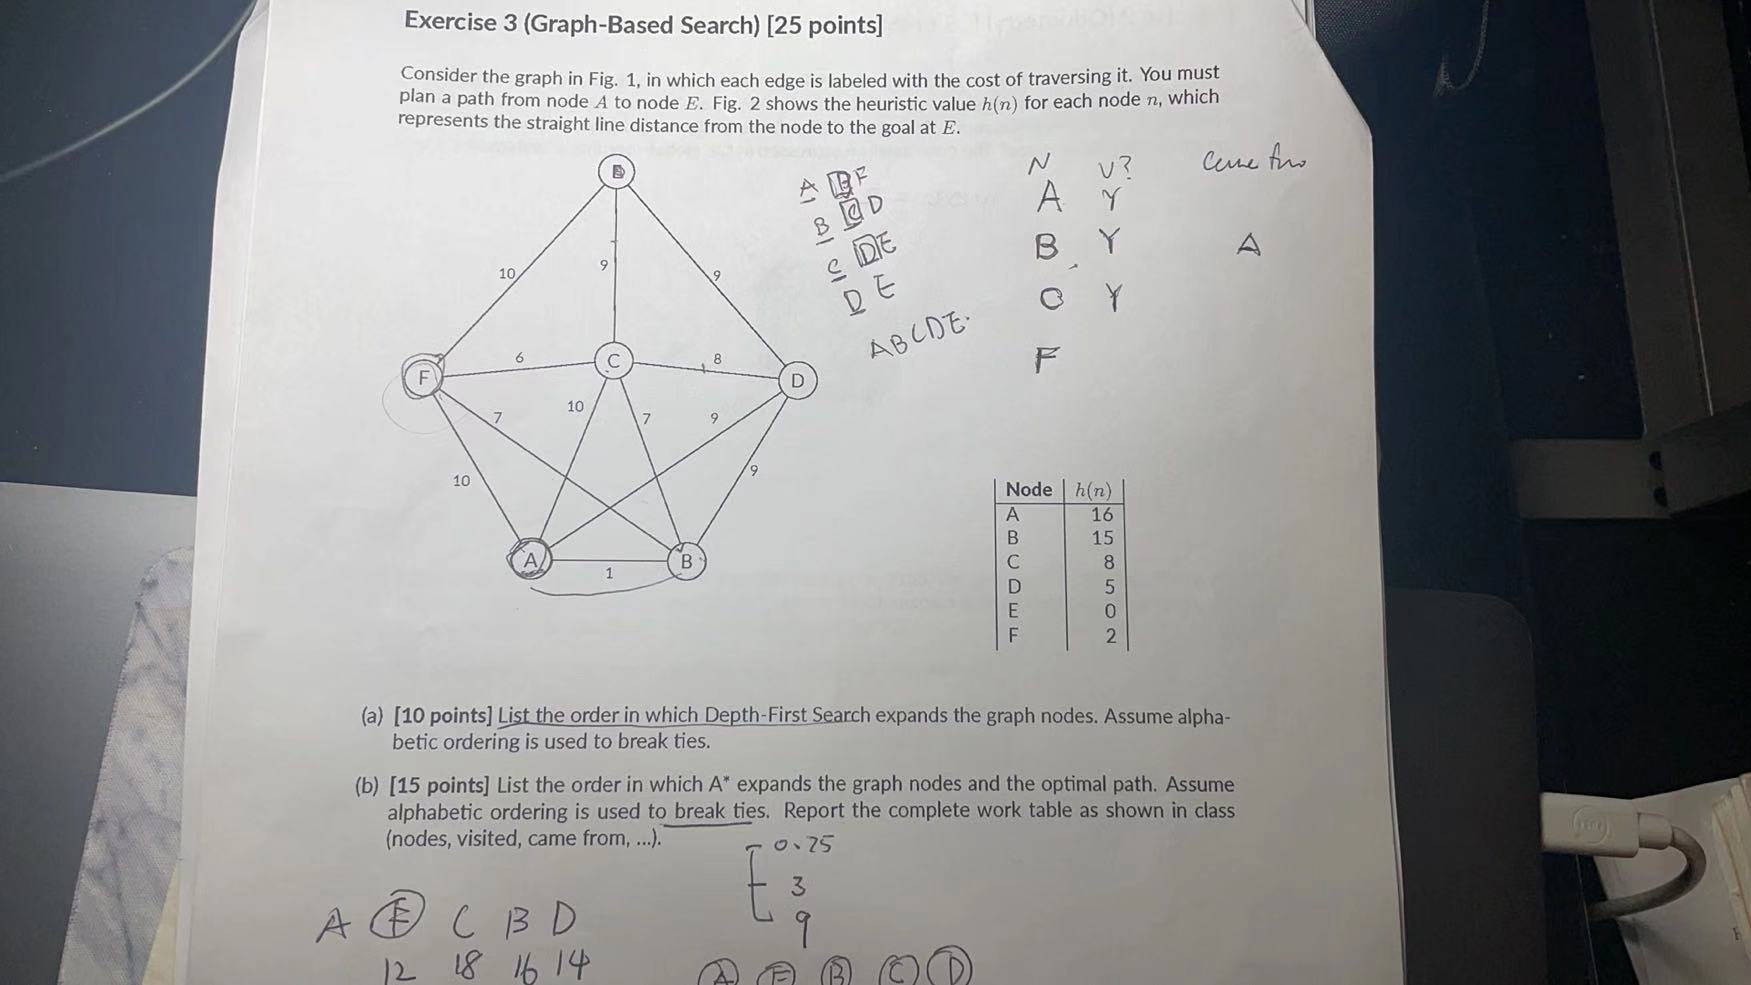 Exercise 3 (Graph-Based Search) [25 points]
Consider the graph in Fig. 1, in which each edge is labeled with the cost of traversing it. You must
plan a path from node A to node E. Fig. 2 shows the heuristic value h(n) for each node n, which
represents the straight line distance from the node to the goal at E.
10
9
9
F
6
C
8
D
7
10
7
9
10
9
A
1
B
A B F
B C D
C D E
D E
ABCDE.
N V?
A Y
B Y A
C Y
F
Node h(n)
A 16
B 15
C 8
D 5
E 0
F 2
(a) [10 points] List the order in which Depth-First Search expands the graph nodes. Assume alpha-
betic ordering is used to break ties.
(b) [15 points] List the order in which A* expands the graph nodes and the optimal path. Assume
alphabetic ordering is used to break ties. Report the complete work table as shown in class
(nodes, visited, came from, ...).
0.25
3
9
A F C B D
12 18 16 14
A F B C D